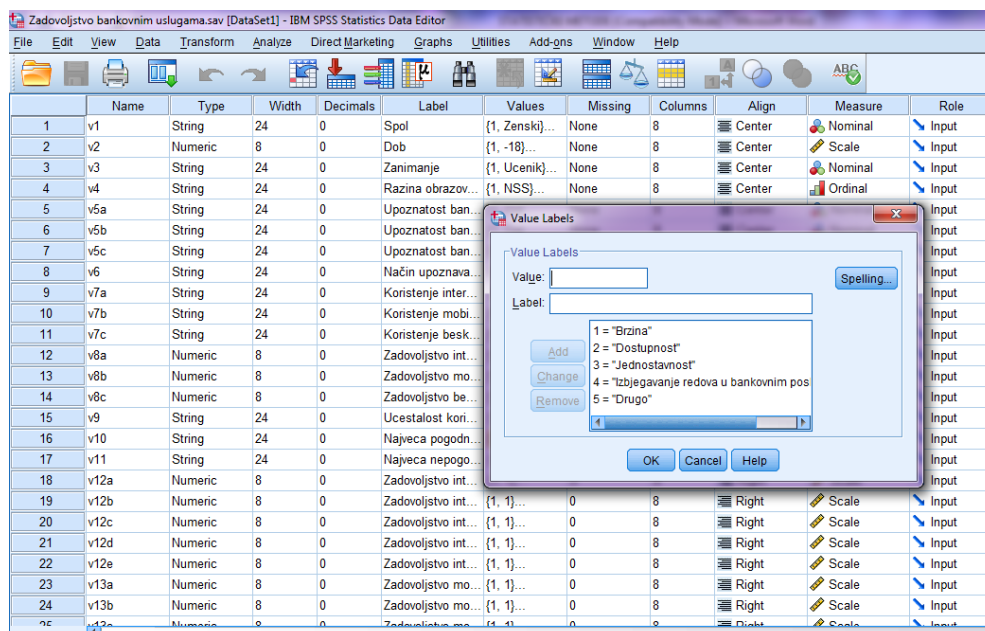 Zadovoljstvo bankovnim uslugama.sav [DataSet1] - IBM SPSS Statistics Data Editor
File Edit View Data Transform Analyze Direct Marketing Graphs Utilities Add-ons Window Help
Name Type Width Decimals Label Values Missing Columns Align Measure Role
1 v1 String 24 0 Spol {1, Zenski}... None 8 Center Nominal Input
2 v2 Numeric 8 0 Dob {1, -18}... None 8 Center Scale Input
3 v3 String 24 0 Zanimanje {1, Ucenik}... None 8 Center Nominal Input
4 v4 String 24 0 Razina obrazov... {1, NSS}... None 8 Center Ordinal Input
5 v5a String 24 0 Upoznatost ban... Input
6 v5b String 24 0 Upoznatost ban... Input
7 v5c String 24 0 Upoznatost ban... Input
8 v6 String 24 0 Način upoznava... Input
9 v7a String 24 0 Koristenje inter... Input
10 v7b String 24 0 Koristenje mobi... Input
11 v7c String 24 0 Koristenje besk... Input
12 v8a Numeric 8 0 Zadovoljstvo int... Input
13 v8b Numeric 8 0 Zadovoljstvo mo... Input
14 v8c Numeric 8 0 Zadovoljstvo be... Input
15 v9 String 24 0 Ucestalost kori... Input
16 v10 String 24 0 Najveca pogodn... Input
17 v11 String 24 0 Najveca nepogo... Input
18 v12a Numeric 8 0 Zadovoljstvo int... Input
19 v12b Numeric 8 0 Zadovoljstvo int... {1, 1}... 0 8 Right Scale Input
20 v12c Numeric 8 0 Zadovoljstvo int... {1, 1}... 0 8 Right Scale Input
21 v12d Numeric 8 0 Zadovoljstvo int... {1, 1}... 0 8 Right Scale Input
22 v12e Numeric 8 0 Zadovoljstvo int... {1, 1}... 0 8 Right Scale Input
23 v13a Numeric 8 0 Zadovoljstvo mo... {1, 1}... 0 8 Right Scale Input
24 v13b Numeric 8 0 Zadovoljstvo mo... {1, 1}... 0 8 Right Scale Input
Value Labels
Value Labels
Value:
Spelling...
Label:
Add
Change
Remove
1 = "Brzina"
2 = "Dostupnost"
3 = "Jednostavnost"
4 = "Izbjegavanje redova u bankovnim pos
5 = "Drugo"
OK Cancel Help